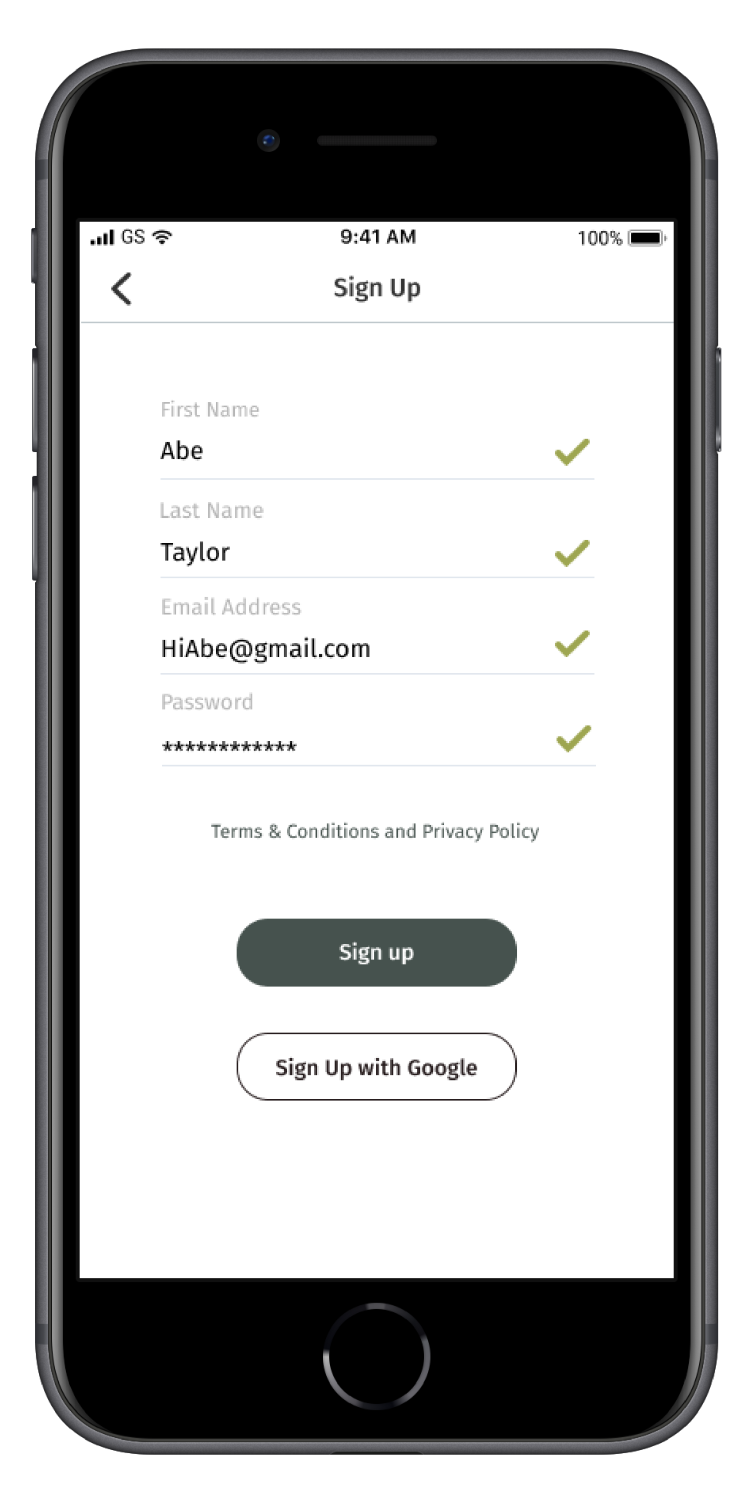 GS 9:41 AM 100%
Sign Up
First Name
Abe
Last Name
Taylor
Email Address
HiAbe@gmail.com
Password
************
Terms & Conditions and Privacy Policy
Sign up
Sign Up with Google